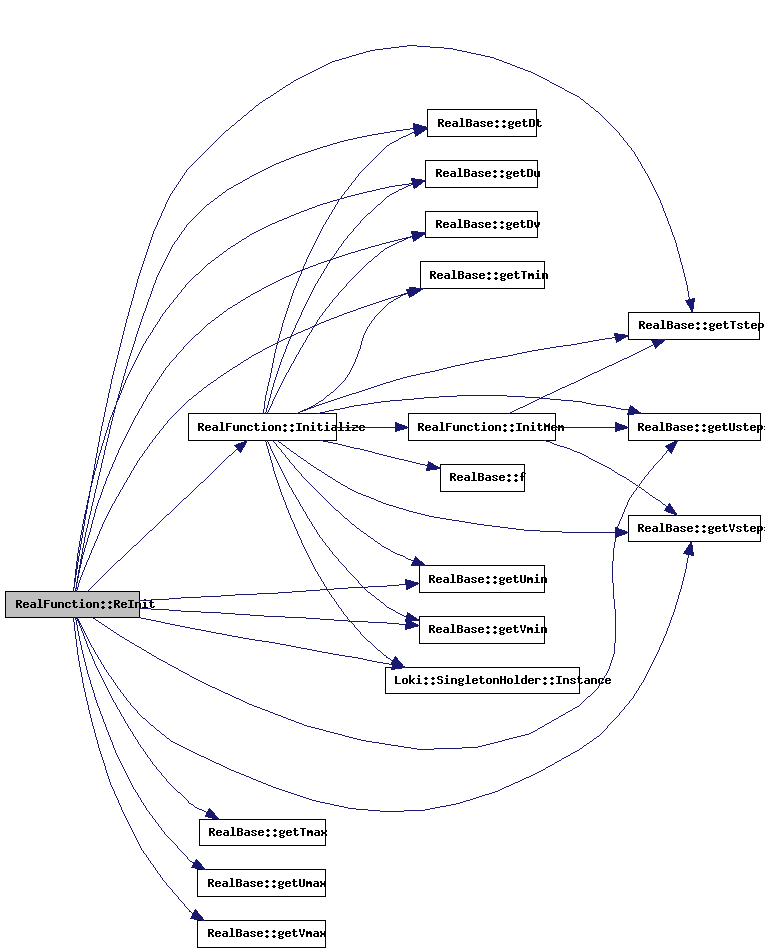 RealBase::getDt
RealBase::getDu
RealBase::getDv
RealBase::getTmin
RealBase::getTstep
RealFunction::Initialize
RealFunction::InitMem
RealBase::getUstep
RealBase::f
RealBase::getVstep
RealBase::getUmin
RealFunction::ReInit
RealBase::getVmin
Loki::SingletonHolder::Instance
RealBase::getTmax
RealBase::getUmax
RealBase::getVmax